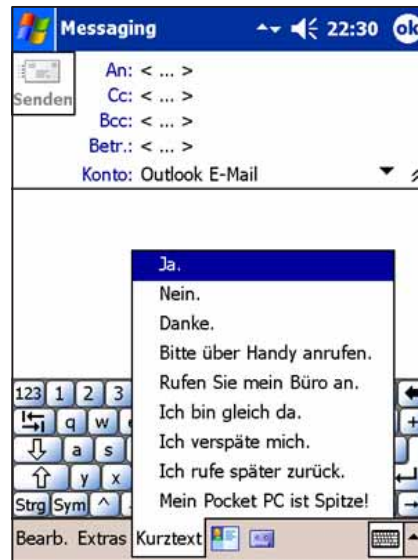 Messaging 22:30 ok
Senden
An: < ... >
Cc: < ... >
Bcc: < ... >
Betr.: < ... >
Konto: Outlook E-Mail
Ja.
Nein.
Danke.
Bitte über Handy anrufen.
Rufen Sie mein Büro an.
Ich bin gleich da.
Ich verspäte mich.
Ich rufe später zurück.
Mein Pocket PC ist Spitze!
123 1 2 3
q w
a s
y x
Strg Sym ^
Bearb. Extras Kurztext